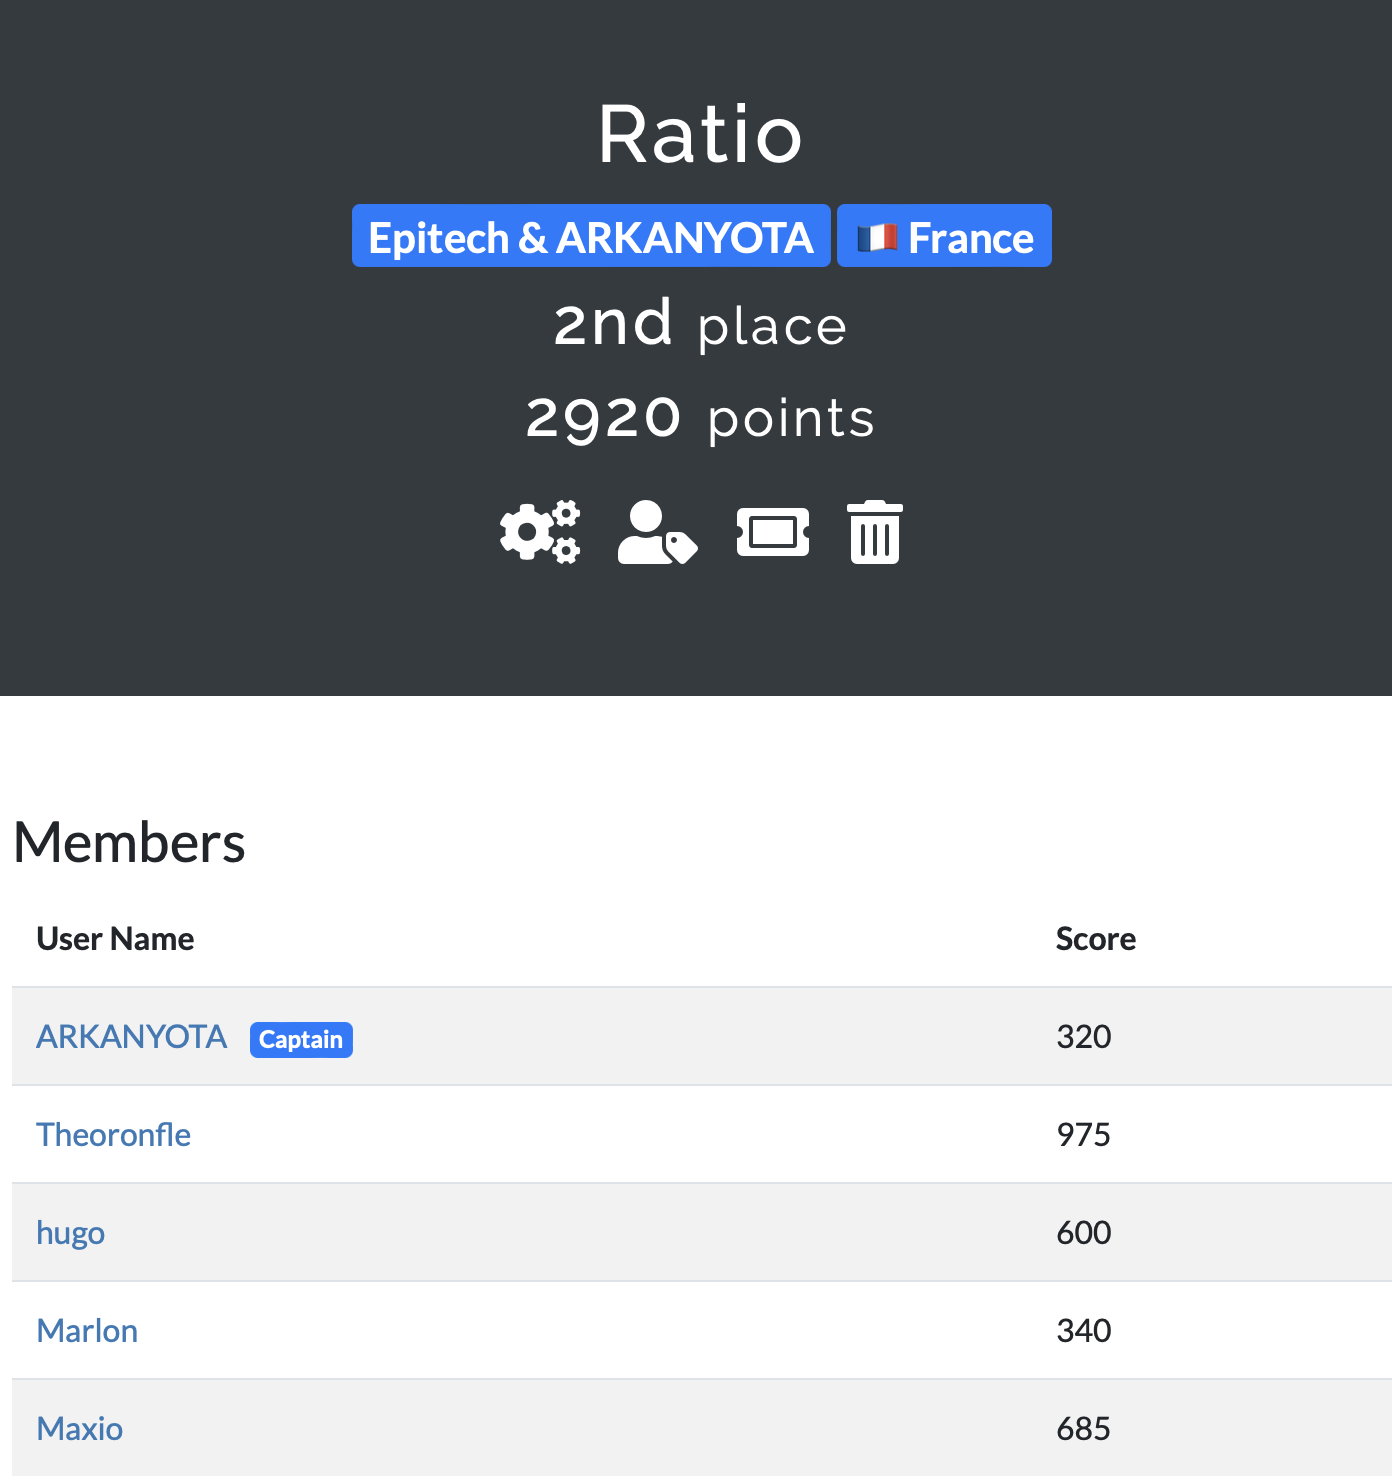 Ratio
Epitech & ARKANYOTA 🇫🇷 France
2nd place
2920 points
Members
User Name Score
ARKANYOTA Captain 320
Theoronfle 975
hugo 600
Marlon 340
Maxio 685